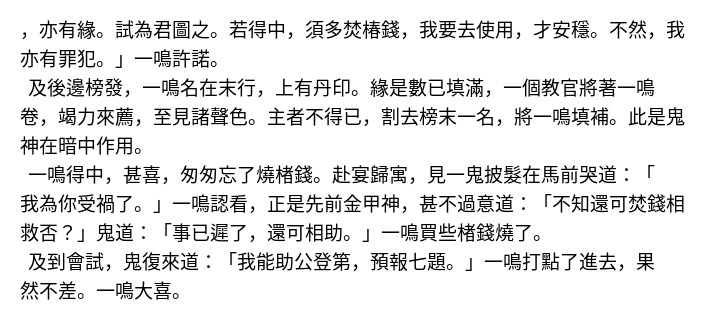 ，亦有緣。試為君圖之。若得中，須多焚椿錢，我要去使用，才安穩。不然，我
亦有罪犯。」一鳴許諾。
及後邊榜發，一鳴名在末行，上有丹印。緣是數已填滿，一個教官將著一鳴
卷，竭力來薦，至見諸聲色。主者不得已，割去榜末一名，將一鳴填補。此是鬼
神在暗中作用。
一鳴得中，甚喜，匆匆忘了燒楮錢。赴宴歸寓，見一鬼披髮在馬前哭道：「
我為你受禍了。」一鳴認看，正是先前金甲神，甚不過意道：「不知還可焚錢相
救否？」鬼道：「事已遲了，還可相助。」一鳴買些楮錢燒了。
及到會試，鬼復來道：「我能助公登第，預報七題。」一鳴打點了進去，果
然不差。一鳴大喜。